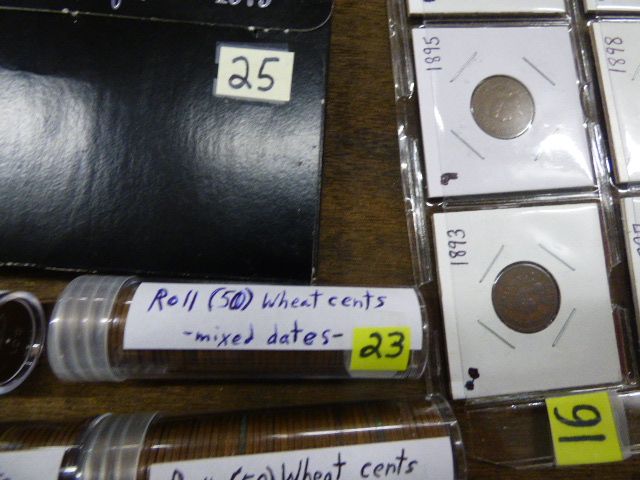 25
1895
1898
1893
Roll (50) Wheat cents
-mixed dates-
23
16
Roll (50) Wheat cents